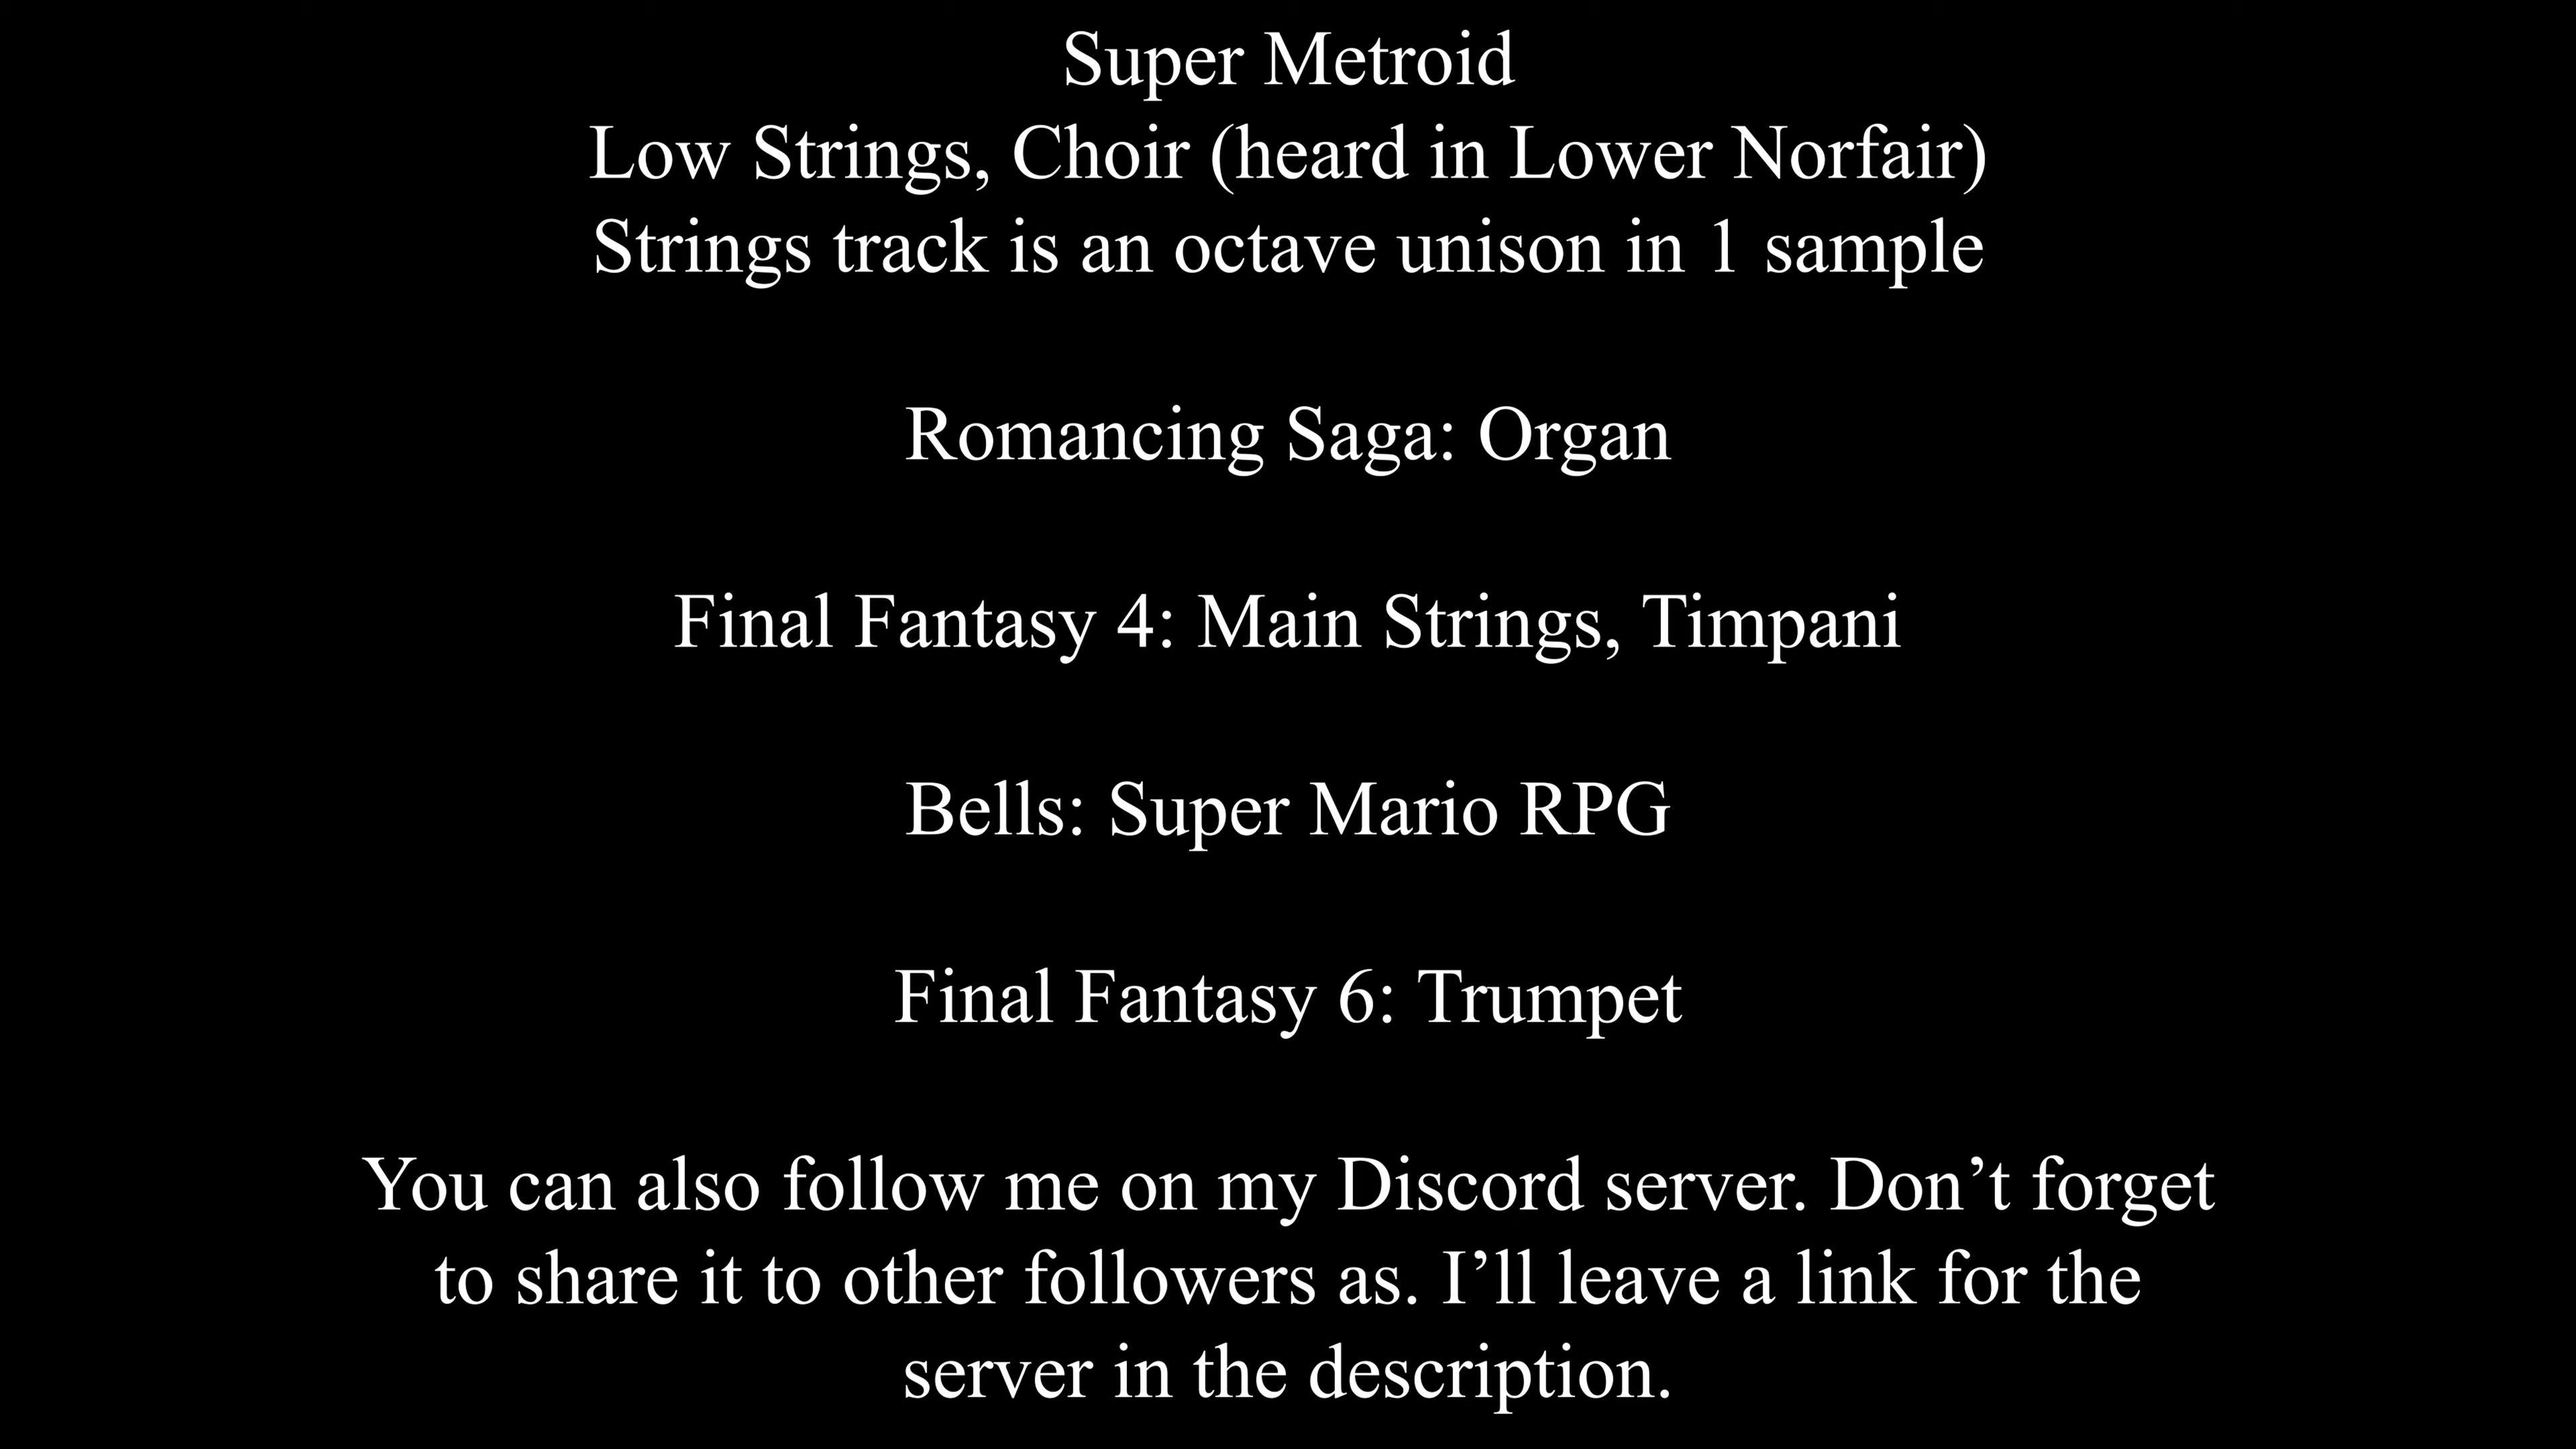 Super Metroid
Low Strings, Choir (heard in Lower Norfair)
Strings track is an octave unison in 1 sample
Romancing Saga: Organ
Final Fantasy 4: Main Strings, Timpani
Bells: Super Mario RPG
Final Fantasy 6: Trumpet
You can also follow me on my Discord server. Don’t forget
to share it to other followers as. I’ll leave a link for the
server in the description.